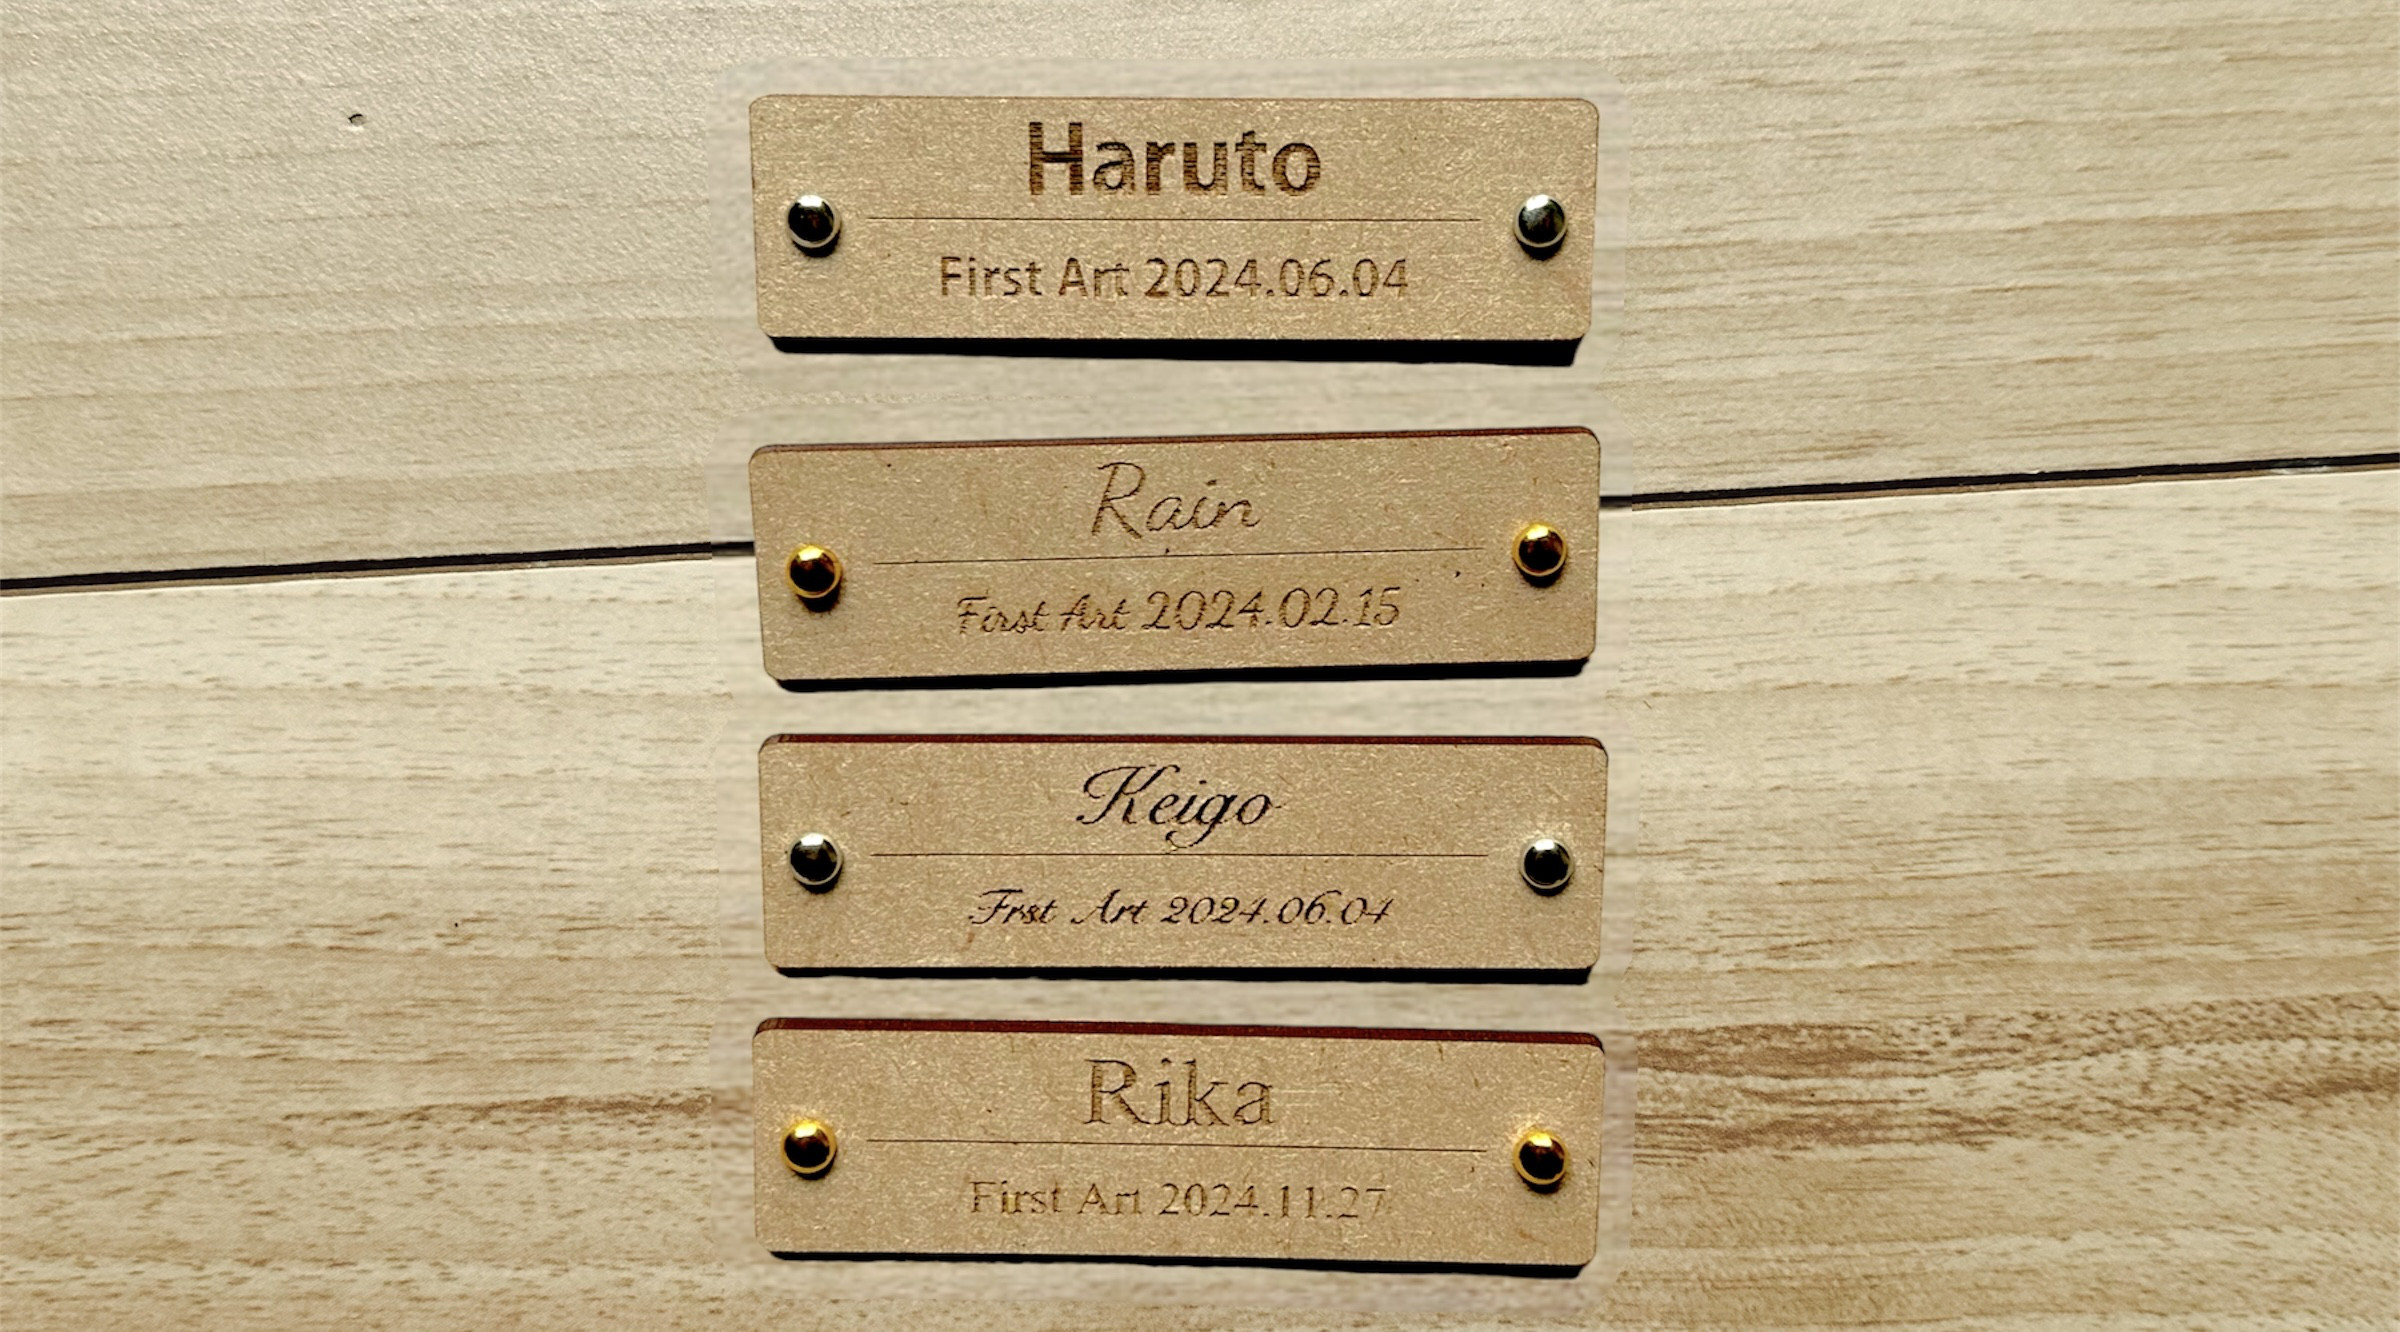 Haruto
First Art 2024.06.04
Rain
First Art 2024.02.15
Keigo
Frst Art 2024.06.04
Rika
First Art 2024.11.27